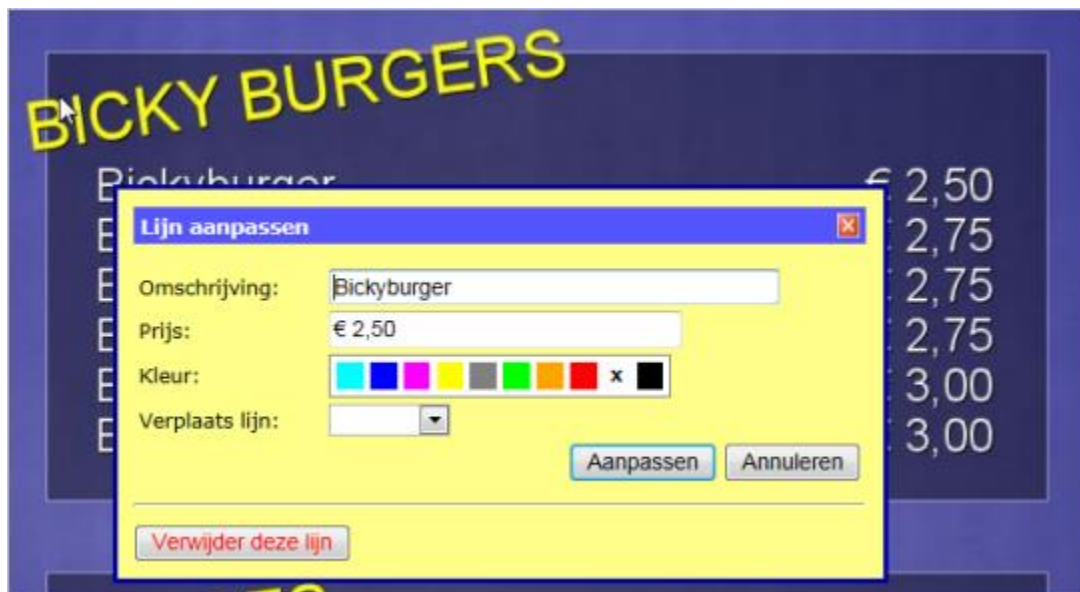 BICKY BURGERS
Bickyburger € 2,50
Lijn aanpassen
2,75
Omschrijving: Bickyburger
2,75
Prijs: € 2,50
2,75
Kleur: x
3,00
Verplaats lijn:
3,00
Aanpassen Annuleren
Verwijder deze lijn